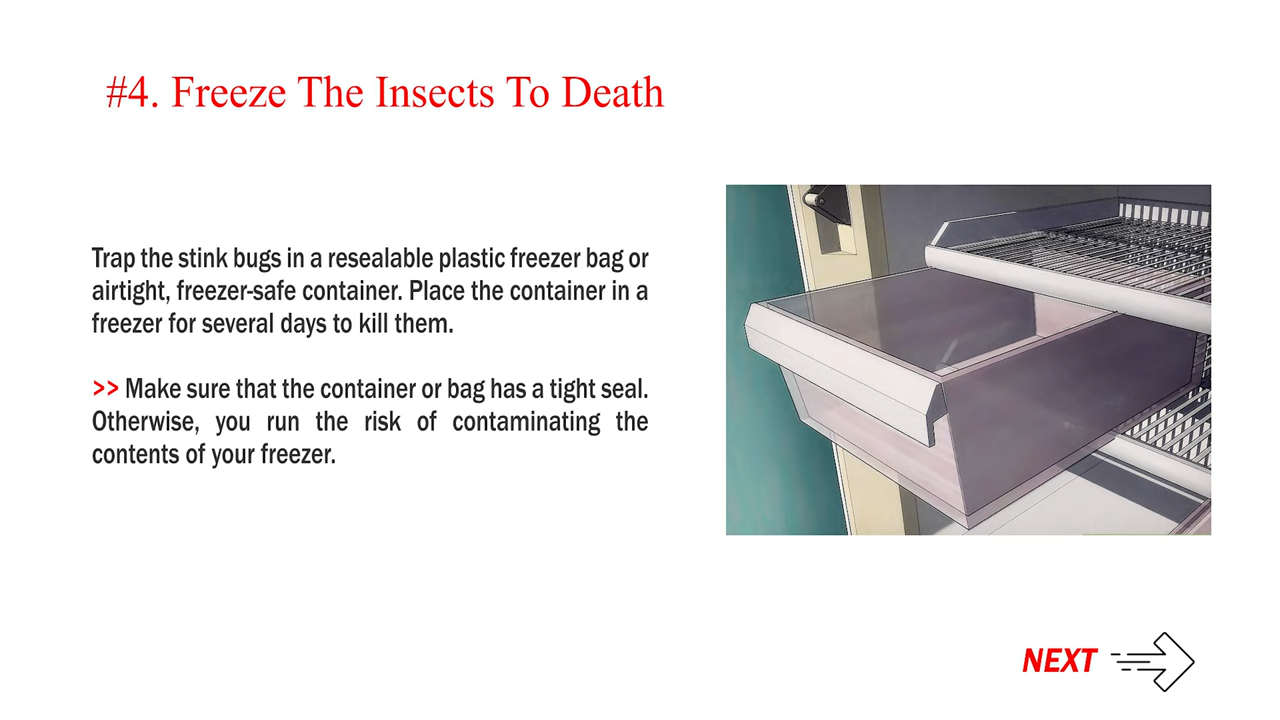 #4. Freeze The Insects To Death
Trap the stink bugs in a resealable plastic freezer bag or
airtight, freezer-safe container. Place the container in a
freezer for several days to kill them.
>> Make sure that the container or bag has a tight seal.
Otherwise, you run the risk of contaminating the
contents of your freezer.
NEXT